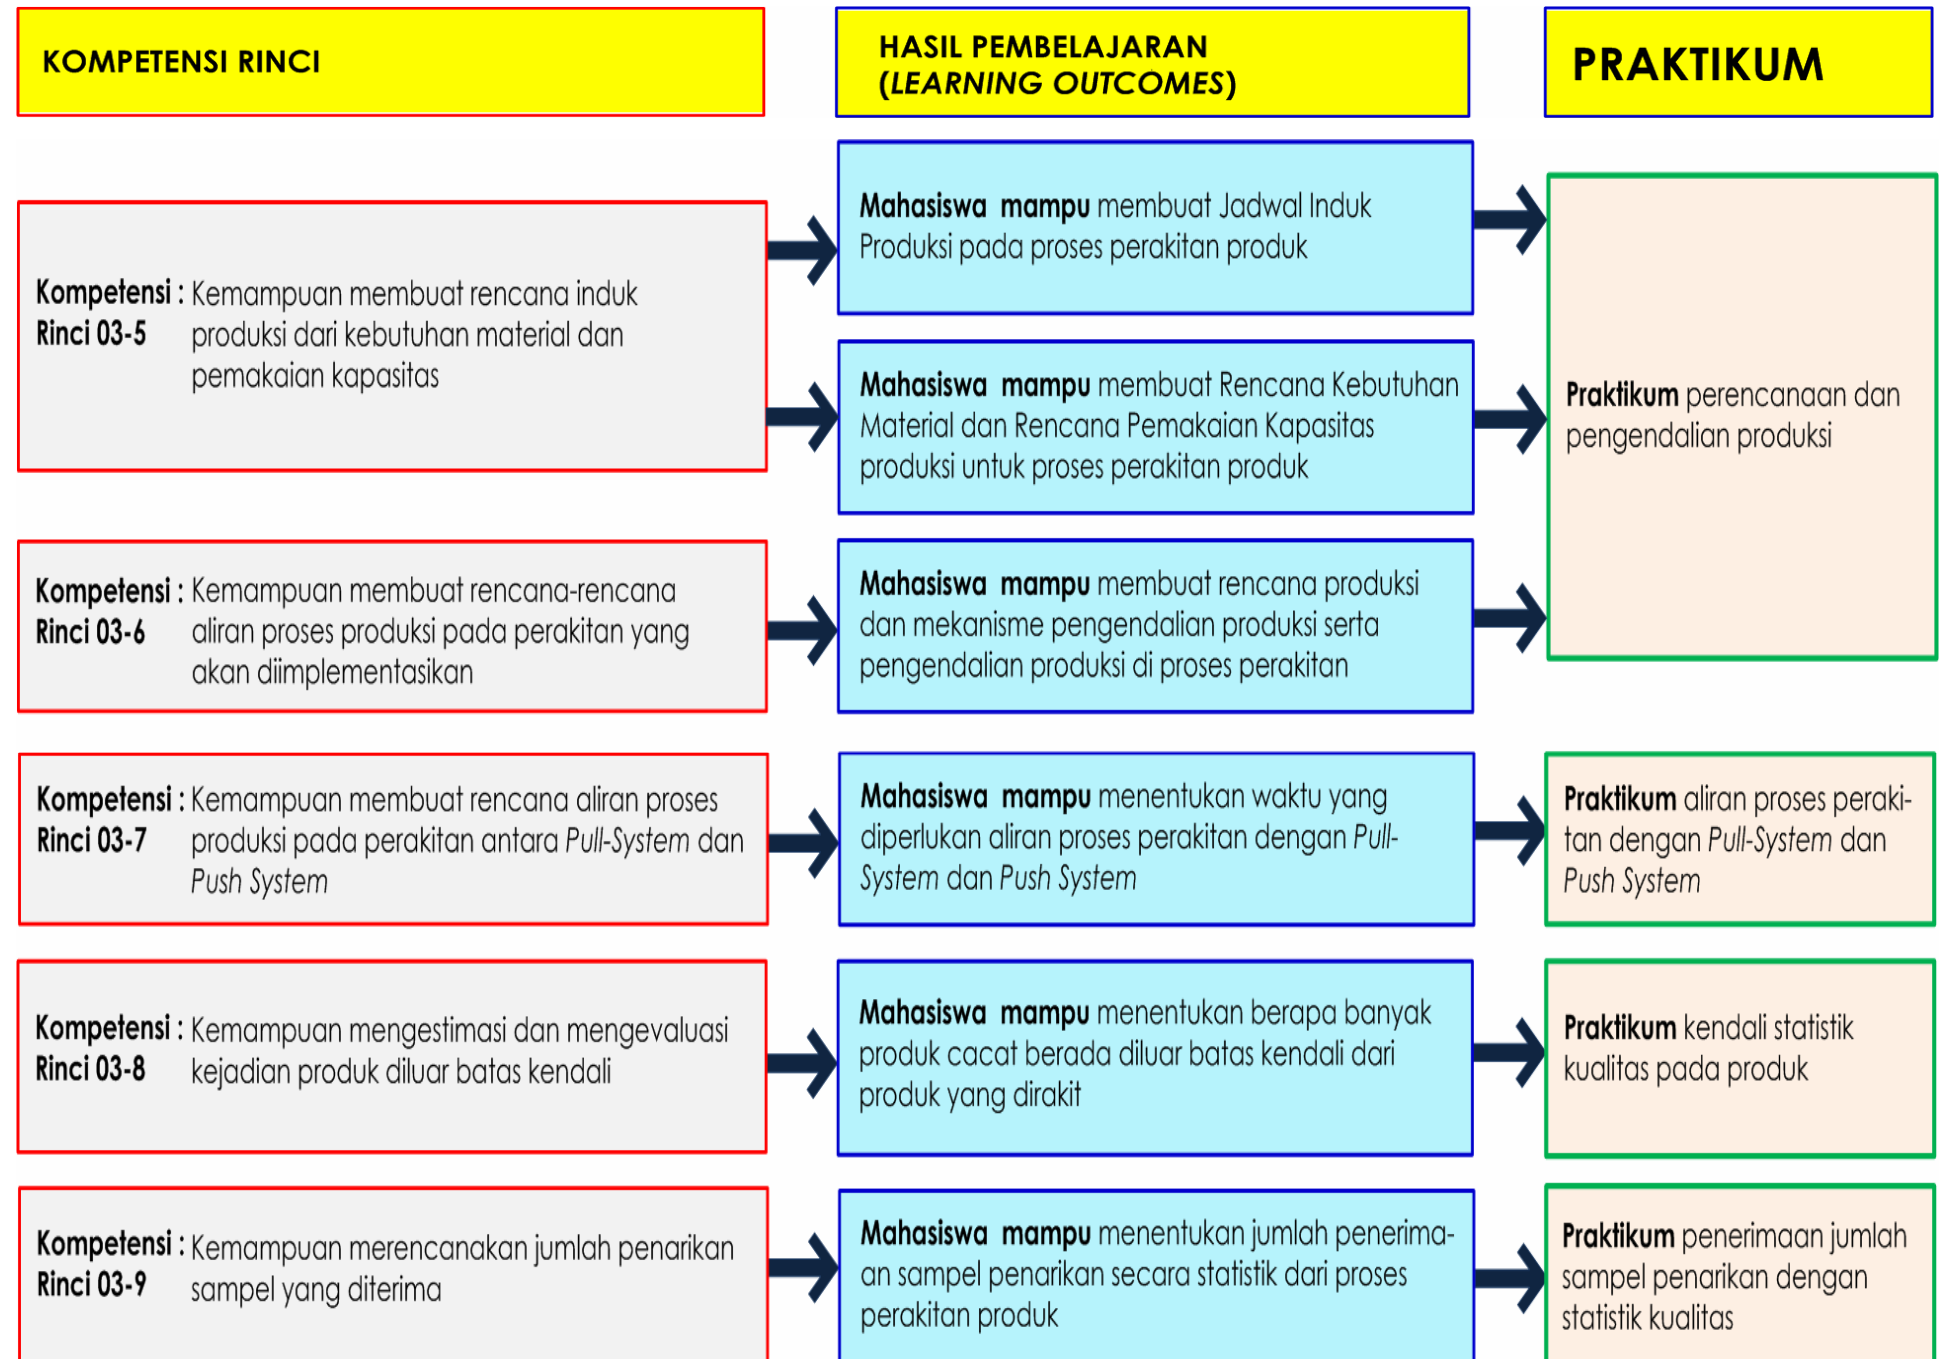 KOMPETENSI RINCI
HASIL PEMBELAJARAN
(LEARNING OUTCOMES)
PRAKTIKUM
Kompetensi : Kemampuan membuat rencana induk
Rinci 03-5 produksi dari kebutuhan material dan
pemakaian kapasitas
Mahasiswa mampu membuat Jadwal Induk
Produksi pada proses perakitan produk
Mahasiswa mampu membuat Rencana Kebutuhan
Material dan Rencana Pemakaian Kapasitas
produksi untuk proses perakitan produk
Praktikum perencanaan dan
pengendalian produksi
Kompetensi : Kemampuan membuat rencana-rencana
Rinci 03-6 aliran proses produksi pada perakitan yang
akan diimplementasikan
Mahasiswa mampu membuat rencana produksi
dan mekanisme pengendalian produksi serta
pengendalian produksi di proses perakitan
Kompetensi : Kemampuan membuat rencana aliran proses
Rinci 03-7 produksi pada perakitan antara Pull-System dan
Push System
Mahasiswa mampu menentukan waktu yang
diperlukan aliran proses perakitan dengan Pull-
System dan Push System
Praktikum aliran proses peraki-
tan dengan Pull-System dan
Push System
Kompetensi : Kemampuan mengestimasi dan mengevaluasi
Rinci 03-8 kejadian produk diluar batas kendali
Mahasiswa mampu menentukan berapa banyak
produk cacat berada diluar batas kendali dari
produk yang dirakit
Praktikum kendali statistik
kualitas pada produk
Kompetensi : Kemampuan merencanakan jumlah penarikan
Rinci 03-9 sampel yang diterima
Mahasiswa mampu menentukan jumlah penerima-
an sampel penarikan secara statistik dari proses
perakitan produk
Praktikum penerimaan jumlah
sampel penarikan dengan
statistik kualitas